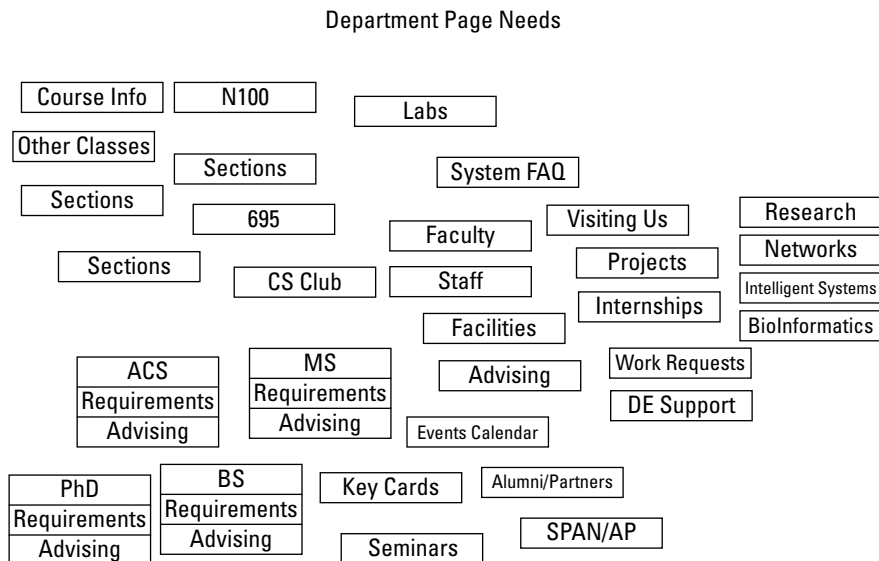 Department Page Needs
Course Info
N100
Labs
Other Classes
Sections
System FAQ
Sections
695
Faculty
Visiting Us
Research
Networks
Sections
CS Club
Staff
Projects
Intelligent Systems
Internships
BioInformatics
Facilities
ACS
Requirements
Advising
MS
Requirements
Advising
Advising
Work Requests
DE Support
Events Calendar
PhD
Requirements
Advising
BS
Requirements
Advising
Key Cards
Alumni/Partners
Seminars
SPAN/AP